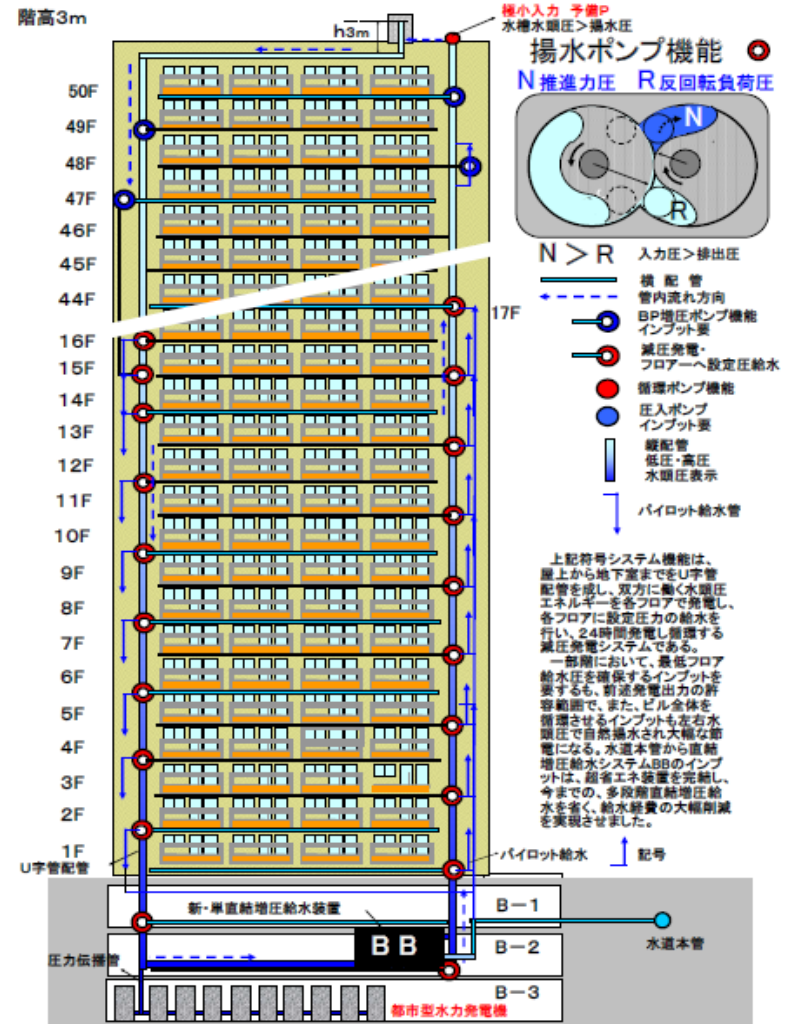 階高3m
h3m
極小入力 予備P
水槽水頭圧>揚水圧
揚水ポンプ機能
N推進力圧 R反回転負荷圧
N
R
N>R 入力圧>排出圧
横配管
管内流れ方向
BP増圧ポンプ機能
インプット要
減圧発電・
フロアーへ設定圧給水
循環ポンプ機能
圧入ポンプ
インプット要
縦配管
低圧・高圧
水頭圧表示
パイロット給水管
上記符号システム機能は、
屋上から地下室までをU字管
配管を成し、双方に働く水頭圧
エネルギーを各フロアで発電し、
各フロアに設定圧力の給水を
行い、24時間発電し循環する
減圧発電システムである。
一部階において、最低フロア
給水圧を確保するインプットを
要するも、前述発電出力の許
容範囲で、また、ビル全体を
循環させるインプットも左右水
頭圧で自然揚水され大幅な節
電になる。水道本管から直結
増圧給水システムBBのインプ
ットは、超省エネ装置を完結し、
今までの、多段階直結増圧給
水を省く、給水経費の大幅削減
を実現させました。
記号
50F
49F
48F
47F
46F
45F
44F
17F
16F
15F
14F
13F
12F
11F
10F
9F
8F
7F
6F
5F
4F
3F
2F
1F
U字管配管
パイロット給水
新・単直結増圧給水装置
B-1
BB
B-2
水道本管
圧力伝播管
B-3
都市型水力発電機